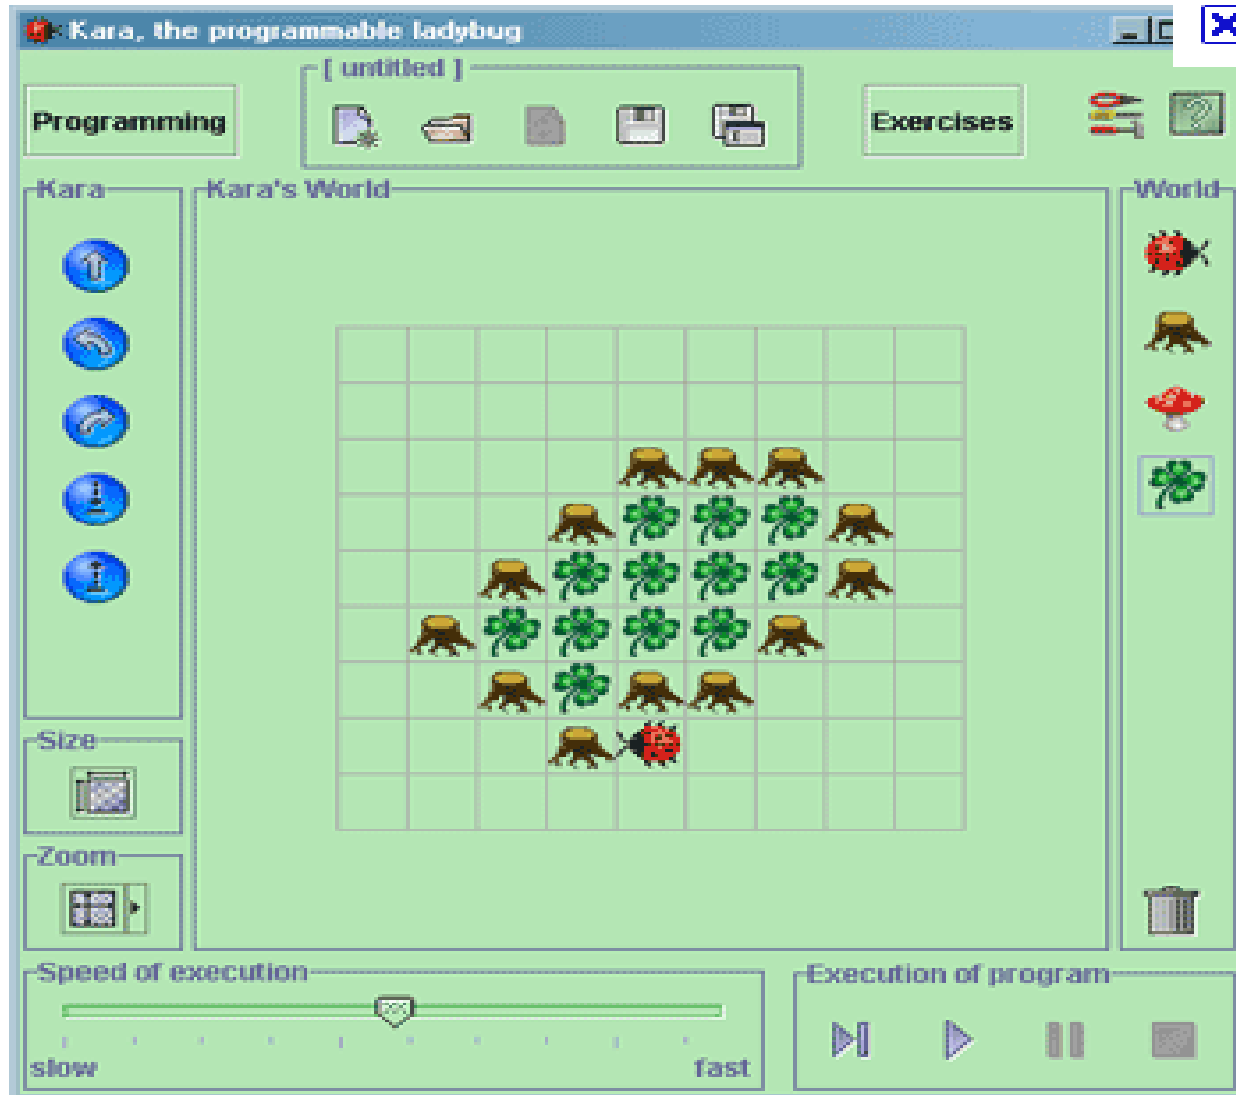 Kara, the programmable ladybug
[ untitled ]
Programming
Exercises
Kara
Kara's World
World
Size
Zoom
Speed of execution
slow
fast
Execution of program